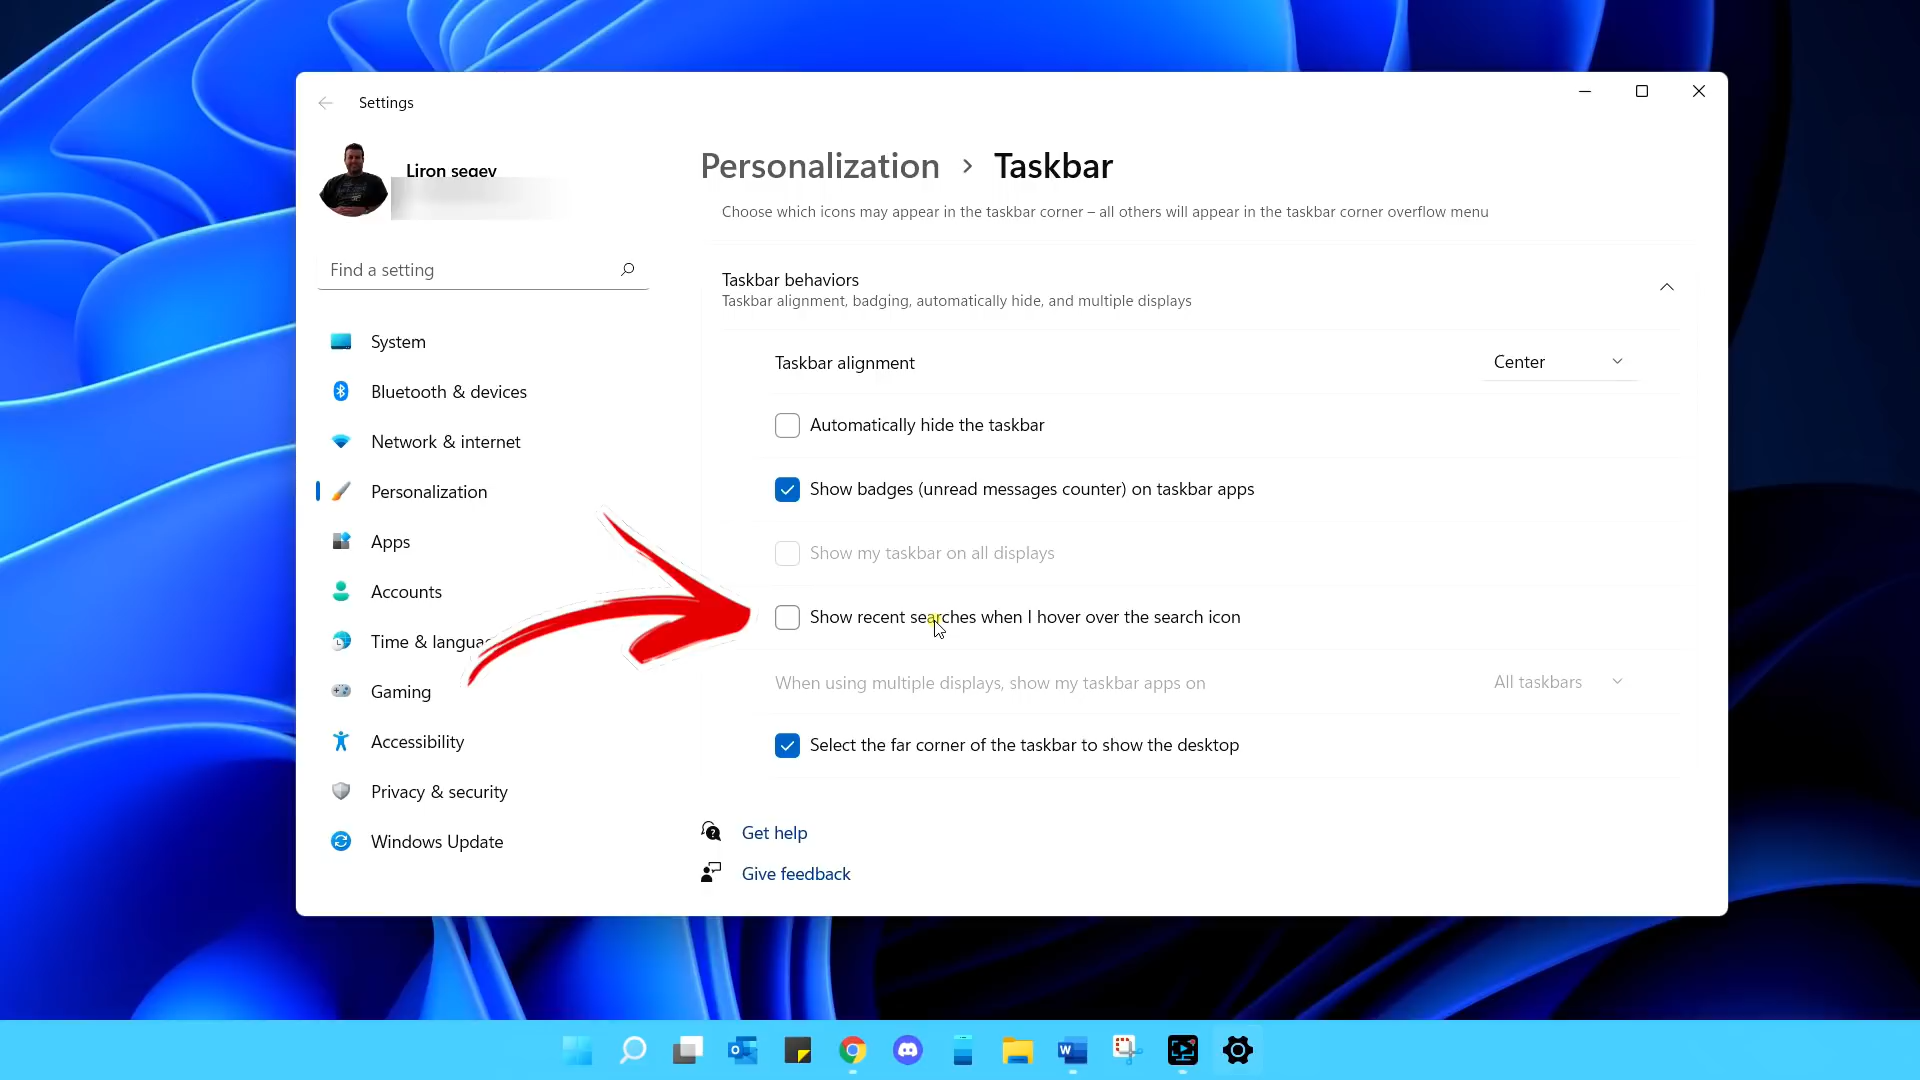 Settings
Liron segev
Find a setting
System
Bluetooth & devices
Network & internet
Personalization
Apps
Accounts
Time & langua
Gaming
Accessibility
Privacy & security
Windows Update
Personalization > Taskbar
Choose which icons may appear in the taskbar corner – all others will appear in the taskbar corner overflow menu
Taskbar behaviors
Taskbar alignment, badging, automatically hide, and multiple displays
Taskbar alignment Center
Automatically hide the taskbar
Show badges (unread messages counter) on taskbar apps
Show my taskbar on all displays
Show recent searches when I hover over the search icon
When using multiple displays, show my taskbar apps on All taskbars
Select the far corner of the taskbar to show the desktop
Get help
Give feedback